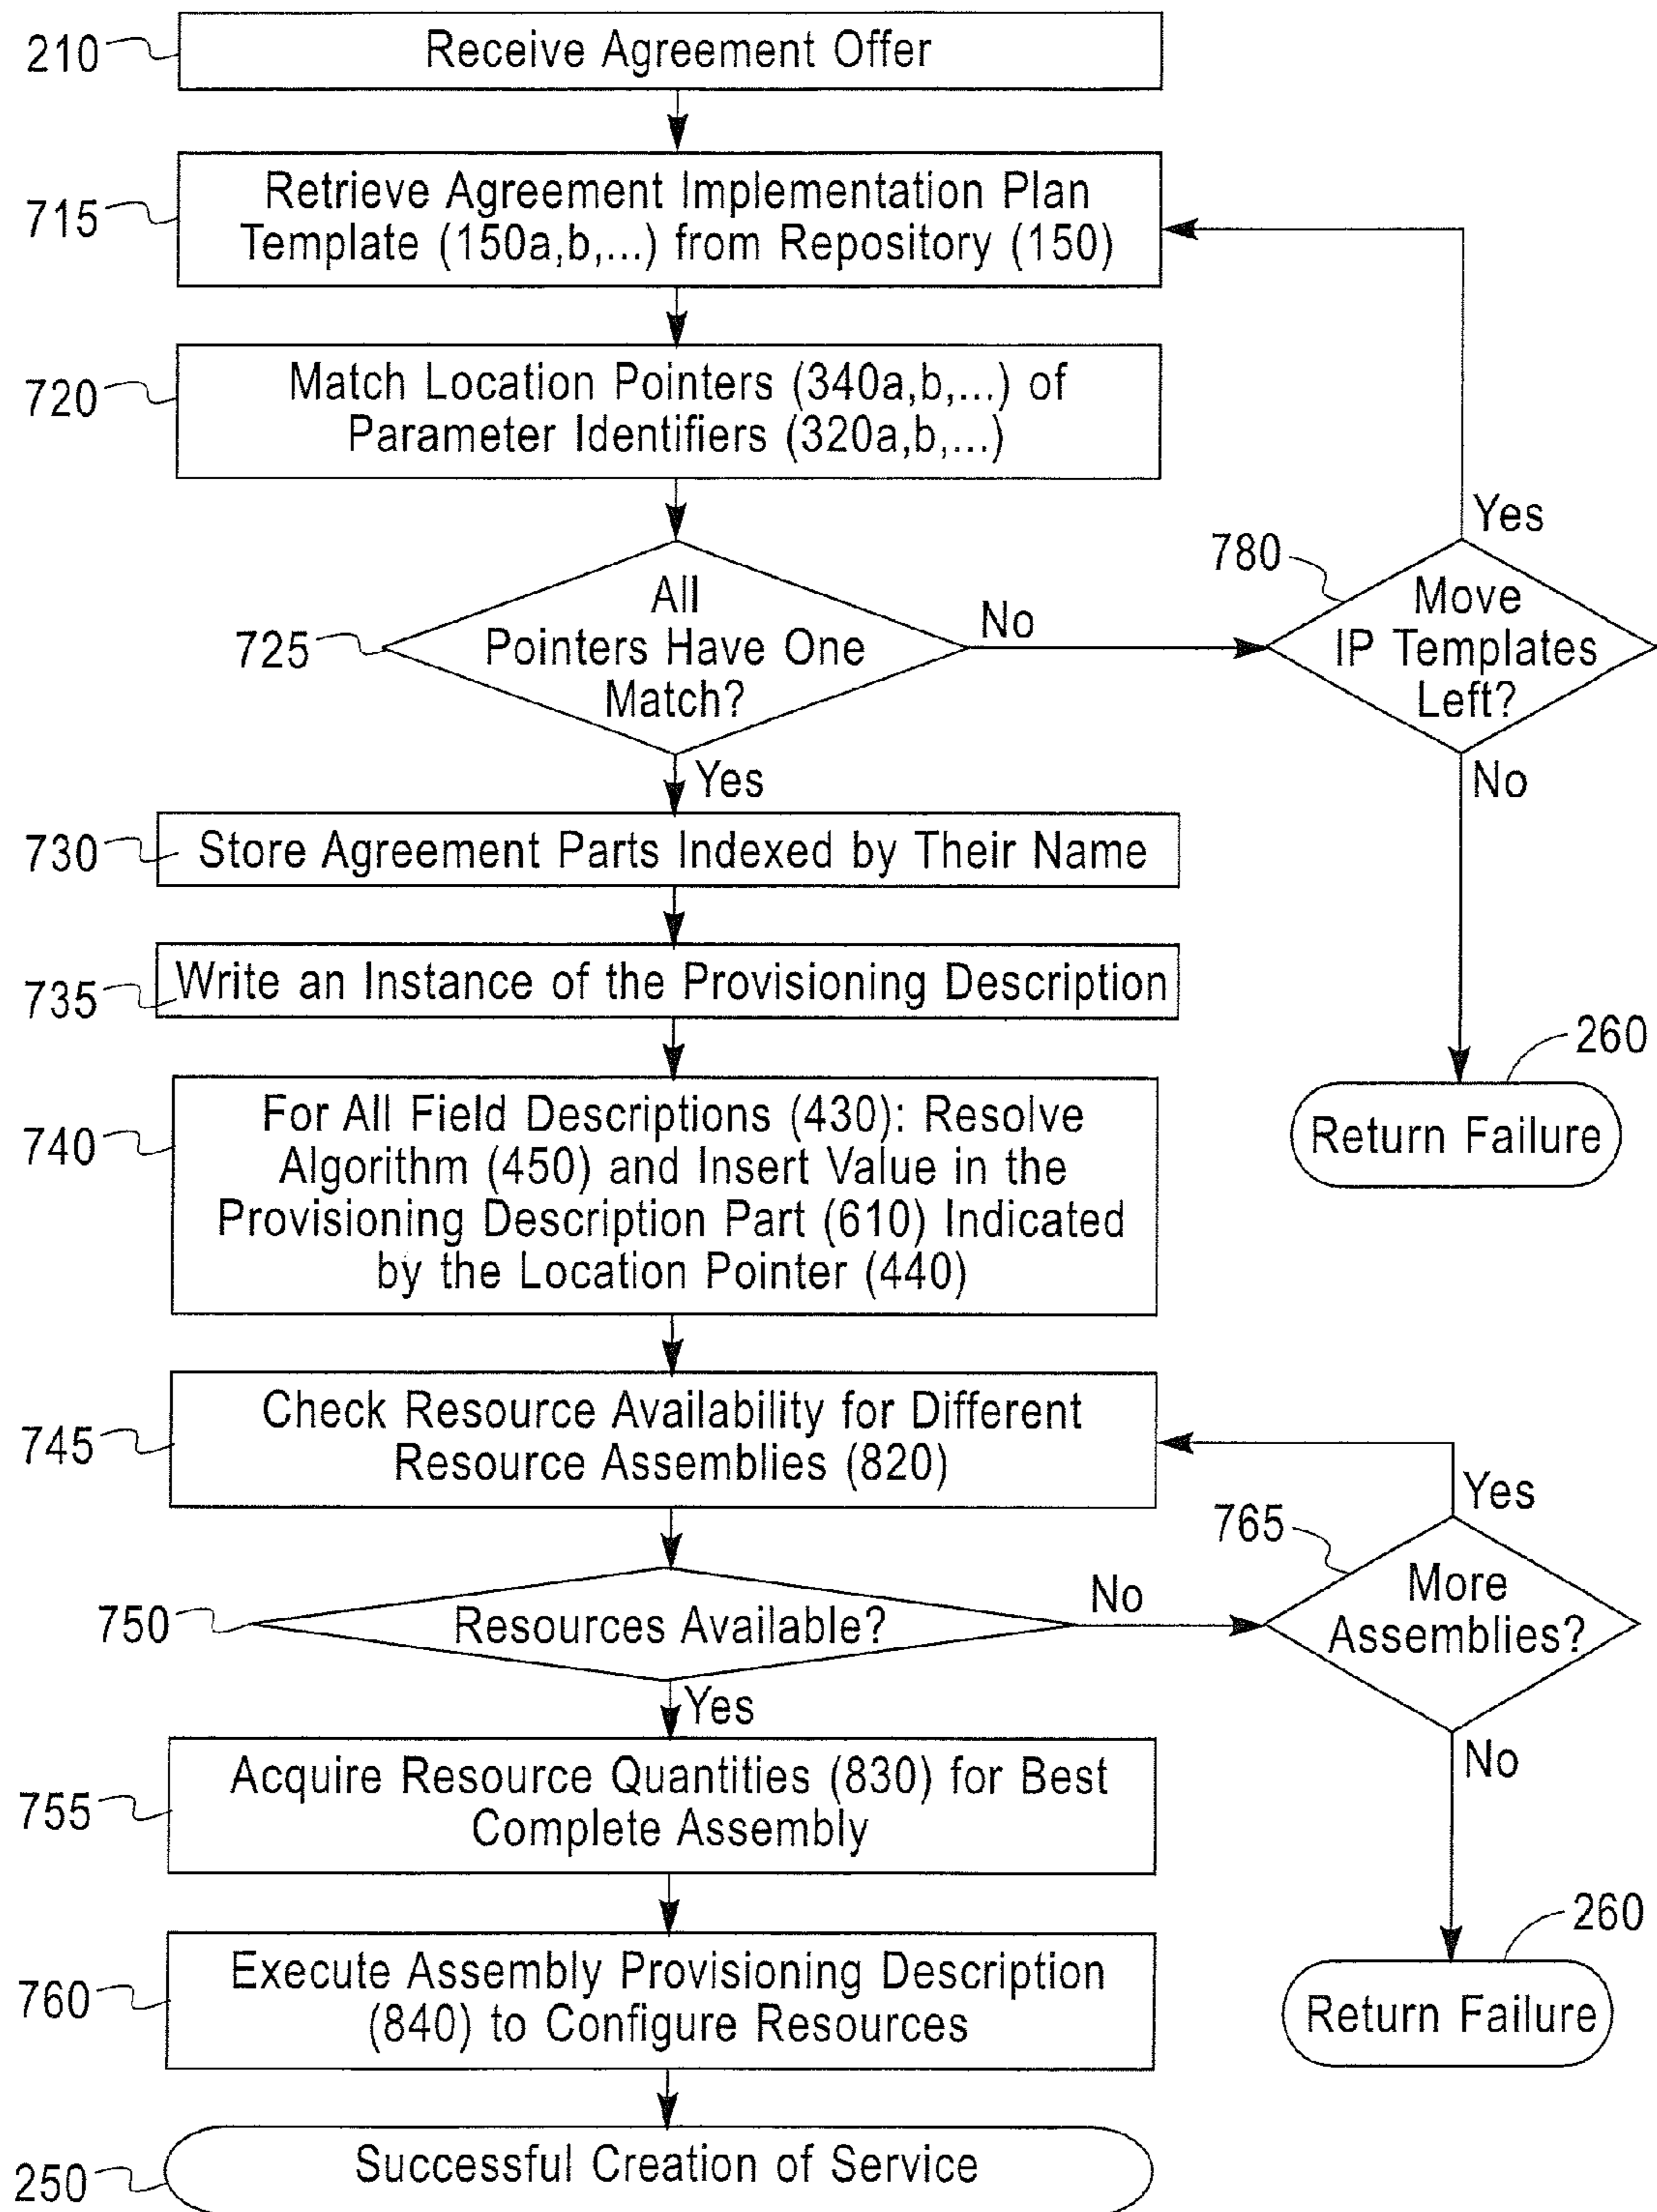 210
Receive Agreement Offer
715
Retrieve Agreement Implementation Plan
Template (150a,b,...) from Repository (150)
720
Match Location Pointers (340a,b,...) of
Parameter Identifiers (320a,b,...)
725
All
Pointers Have One
Match?
No
780
Move
IP Templates
Left?
Yes
No
260
Return Failure
Yes
730
Store Agreement Parts Indexed by Their Name
735
Write an Instance of the Provisioning Description
740
For All Field Descriptions (430): Resolve
Algorithm (450) and Insert Value in the
Provisioning Description Part (610) Indicated
by the Location Pointer (440)
745
Check Resource Availability for Different
Resource Assemblies (820)
750
Resources Available?
No
765
More
Assemblies?
Yes
No
260
Return Failure
Yes
755
Acquire Resource Quantities (830) for Best
Complete Assembly
760
Execute Assembly Provisioning Description
(840) to Configure Resources
250
Successful Creation of Service